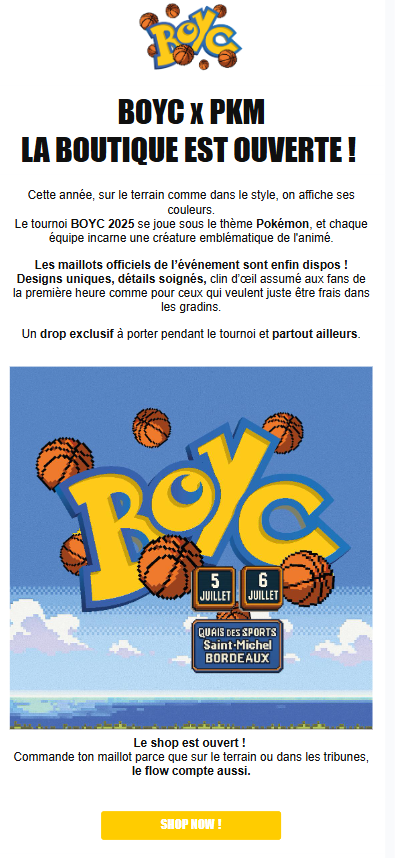 BOYC
BOYC x PKM
LA BOUTIQUE EST OUVERTE !
Cette année, sur le terrain comme dans le style, on affiche ses
couleurs.
Le tournoi BOYC 2025 se joue sous le thème Pokémon, et chaque
équipe incarne une créature emblématique de l'animé.
Les maillots officiels de l’événement sont enfin dispos !
Designs uniques, détails soignés, clin d’œil assumé aux fans de
la première heure comme pour ceux qui veulent juste être frais dans
les gradins.
Un drop exclusif à porter pendant le tournoi et partout ailleurs.
BOYC
5 JUILLET
6 JUILLET
QUAIS DES SPORTS
Saint-Michel
BORDEAUX
Le shop est ouvert !
Commande ton maillot parce que sur le terrain ou dans les tribunes,
le flow compte aussi.
SHOP NOW !